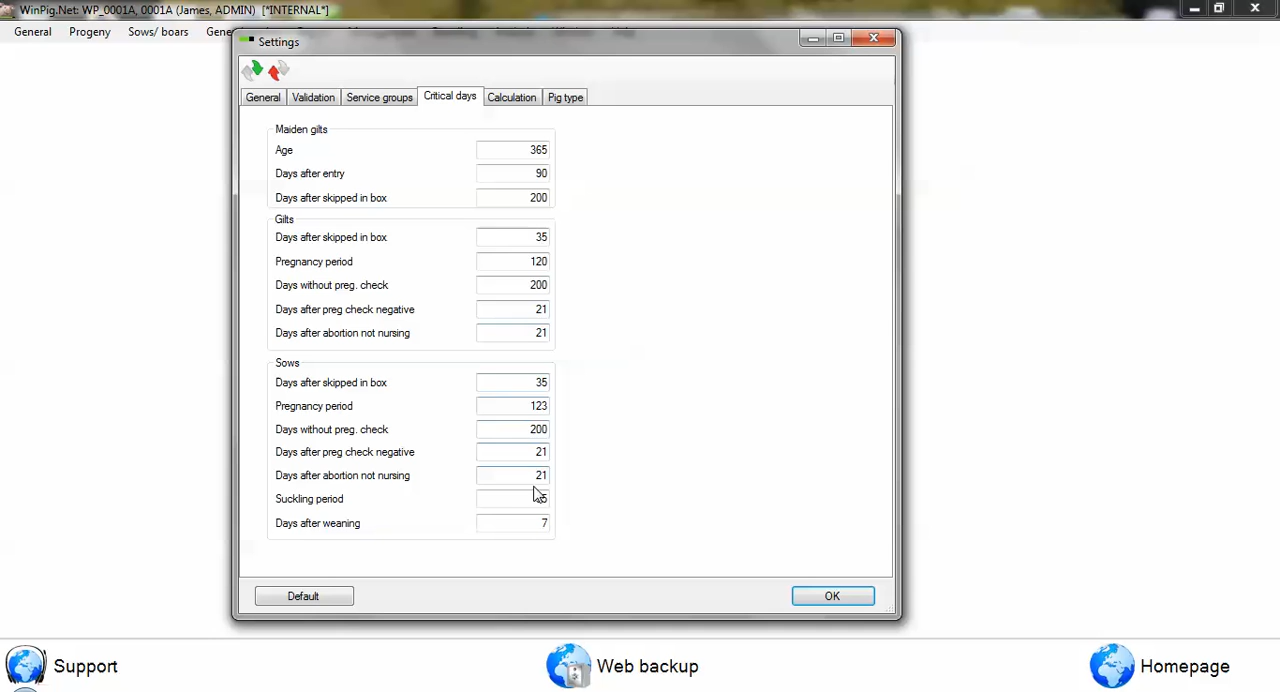 WinPig.Net: WP_0001A, 0001A (James, ADMIN) [*INTERNAL*]
General Progeny Sows/ boars
Settings
General Validation Service groups Critical days Calculation Pig type
Maiden gilts
Age 365
Days after entry 90
Days after skipped in box 200
Gilts
Days after skipped in box 35
Pregnancy period 120
Days without preg. check 200
Days after preg check negative 21
Days after abortion not nursing 21
Sows
Days after skipped in box 35
Pregnancy period 123
Days without preg. check 200
Days after preg check negative 21
Days after abortion not nursing 21
Suckling period
Days after weaning 7
Default OK
Support Web backup Homepage